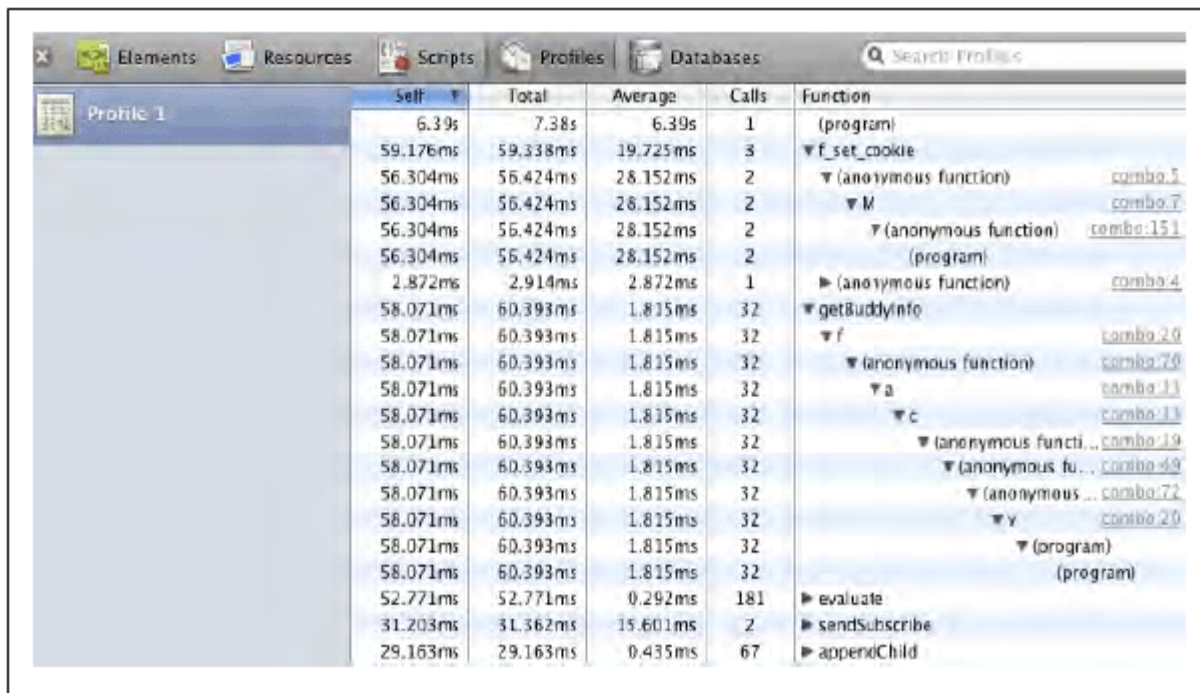 Elements Resources Scripts Profiles Databases Search Profiles
Profile 1
Self Total Average Calls Function
6.39s 7.38s 6.39s 1 (program)
59.176ms 59.338ms 19.725ms 3 f_set_cookie
56.304ms 56.424ms 28.152ms 2 (anonymous function) combo:5
56.304ms 56.424ms 28.152ms 2 M combo:7
56.304ms 56.424ms 28.152ms 2 (anonymous function) combo:151
56.304ms 56.424ms 28.152ms 2 (program)
2.872ms 2.914ms 2.872ms 1 (anonymous function) combo:4
58.071ms 60.393ms 1.815ms 32 getBuddyInfo
58.071ms 60.393ms 1.815ms 32 f combo:20
58.071ms 60.393ms 1.815ms 32 (anonymous function) combo:70
58.071ms 60.393ms 1.815ms 32 a combo:11
58.071ms 60.393ms 1.815ms 32 c combo:13
58.071ms 60.393ms 1.815ms 32 (anonymous functi... combo:19
58.071ms 60.393ms 1.815ms 32 (anonymous fu... combo:49
58.071ms 60.393ms 1.815ms 32 (anonymous ... combo:72
58.071ms 60.393ms 1.815ms 32 v combo:20
58.071ms 60.393ms 1.815ms 32 (program)
58.071ms 60.393ms 1.815ms 32 (program)
52.771ms 52.771ms 0.292ms 181 evaluate
31.203ms 31.362ms 15.601ms 2 sendSubscribe
29.163ms 29.163ms 0.435ms 67 appendChild